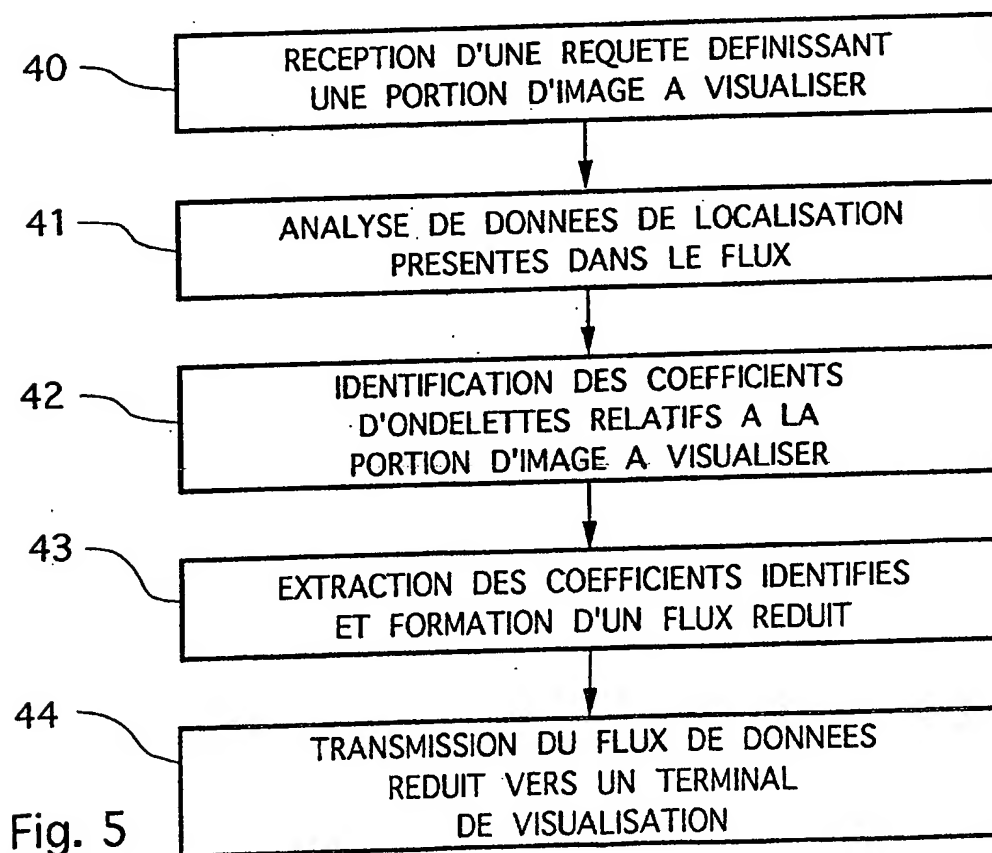 40
RECEPTION D'UNE REQUETE DEFINISSANT
UNE PORTION D'IMAGE A VISUALISER
41
ANALYSE DE DONNEES DE LOCALISATION
PRESENTES DANS LE FLUX
42
IDENTIFICATION DES COEFFICIENTS
D'ONDELETTES RELATIFS A LA
PORTION D'IMAGE A VISUALISER
43
EXTRACTION DES COEFFICIENTS IDENTIFIES
ET FORMATION D'UN FLUX REDUIT
44
TRANSMISSION DU FLUX DE DONNEES
REDUIT VERS UN TERMINAL
DE VISUALISATION
Fig. 5